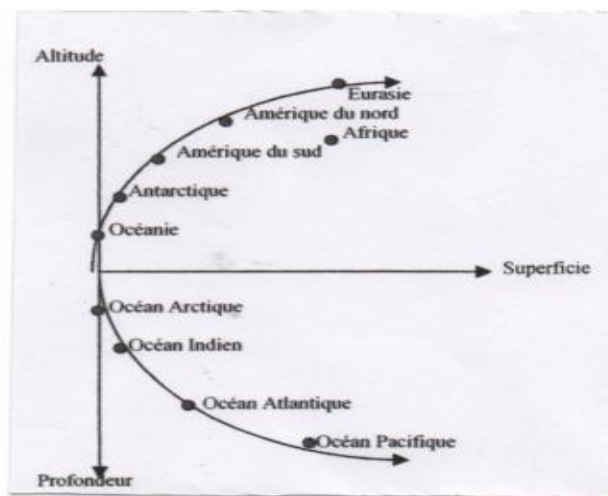 Altitude
Eurasie
Amérique du nord
Afrique
Amérique du sud
Antarctique
Océanie
Superficie
Océan Arctique
Océan Indien
Océan Atlantique
Océan Pacifique
Profondeur